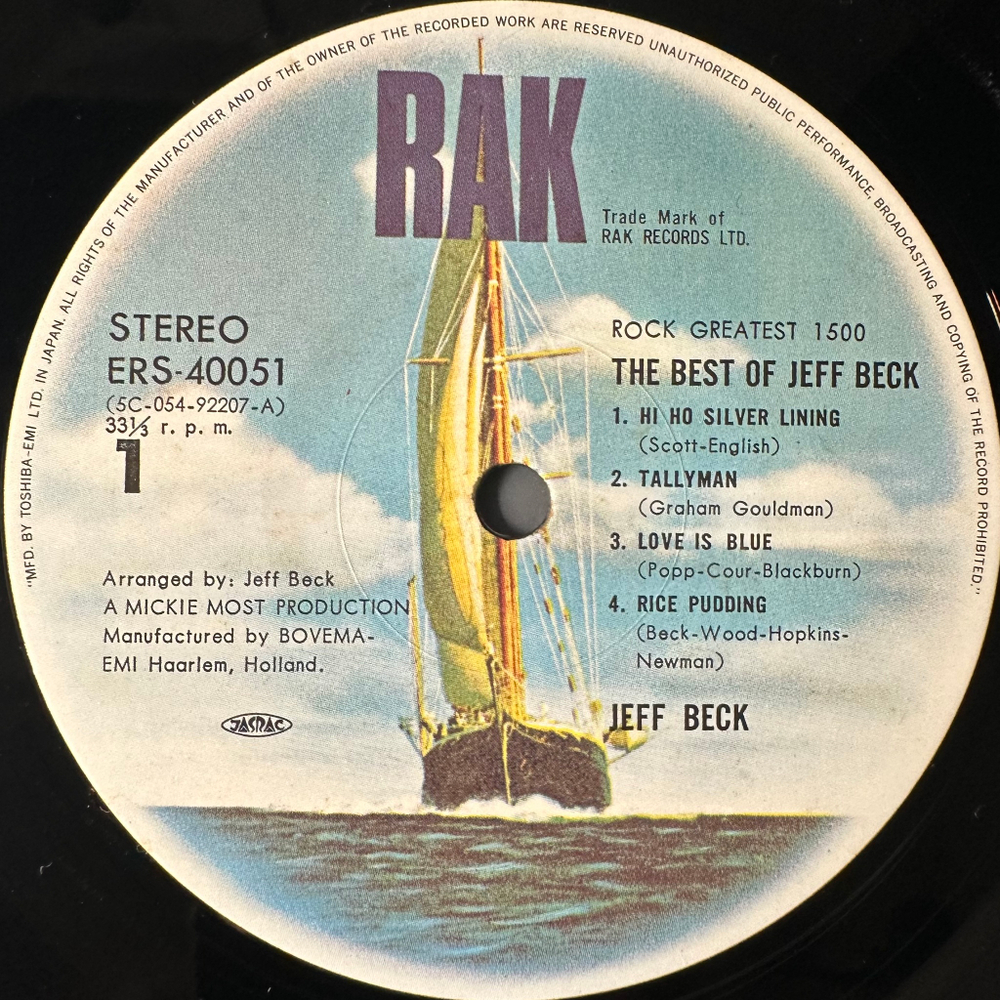 "MFD. BY TOSHIBA-EMI LTD. IN JAPAN. ALL RIGHTS OF THE MANUFACTURER AND OF THE OWNER OF THE RECORDED WORK ARE RESERVED UNAUTHORIZED PUBLIC PERFORMANCE, BROADCASTING AND COPYING OF THE RECORD PROHIBITED."
RAK
Trade Mark of
RAK RECORDS LTD.
STEREO
ERS-40051
(5C-054-92207-A)
33⅓ r. p. m.
1
ROCK GREATEST 1500
THE BEST OF JEFF BECK
1. HI HO SILVER LINING
(Scott-English)
2. TALLYMAN
(Graham Gouldman)
3. LOVE IS BLUE
(Popp-Cour-Blackburn)
4. RICE PUDDING
(Beck-Wood-Hopkins-
Newman)
Arranged by: Jeff Beck
A MICKIE MOST PRODUCTION
Manufactured by BOVEMA-
EMI Haarlem, Holland.
JASRAC
JEFF BECK